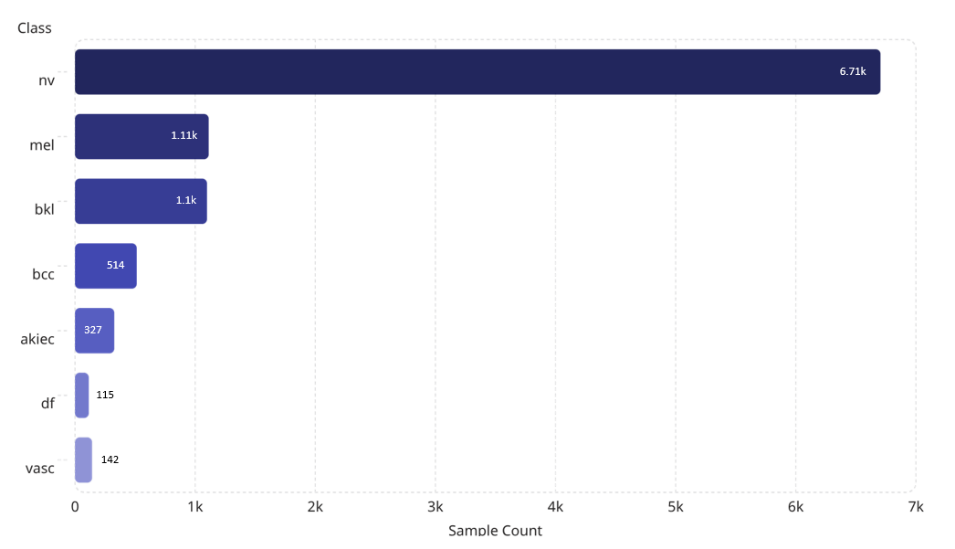 Class
nv 6.71k
mel 1.11k
bkl 1.1k
bcc 514
akiec 327
df 115
vasc 142
0 1k 2k 3k 4k 5k 6k 7k
Sample Count